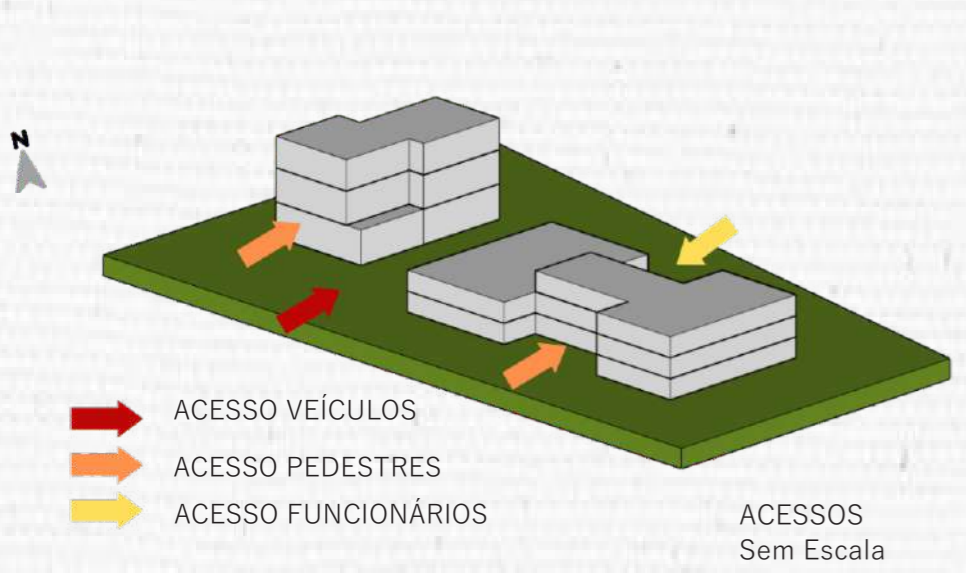 N
ACESSO VEÍCULOS
ACESSO PEDESTRES
ACESSO FUNCIONÁRIOS
ACESSOS
Sem Escala